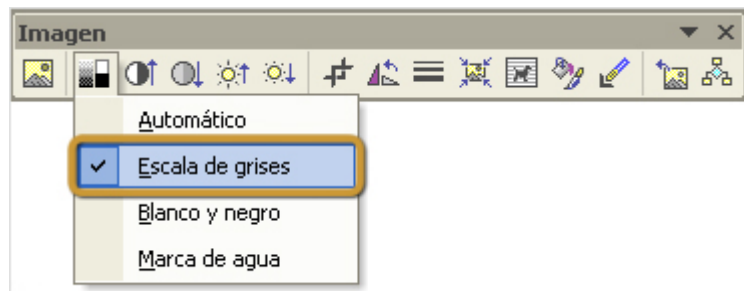 Imagen
Automático
Escala de grises
Blanco y negro
Marca de agua